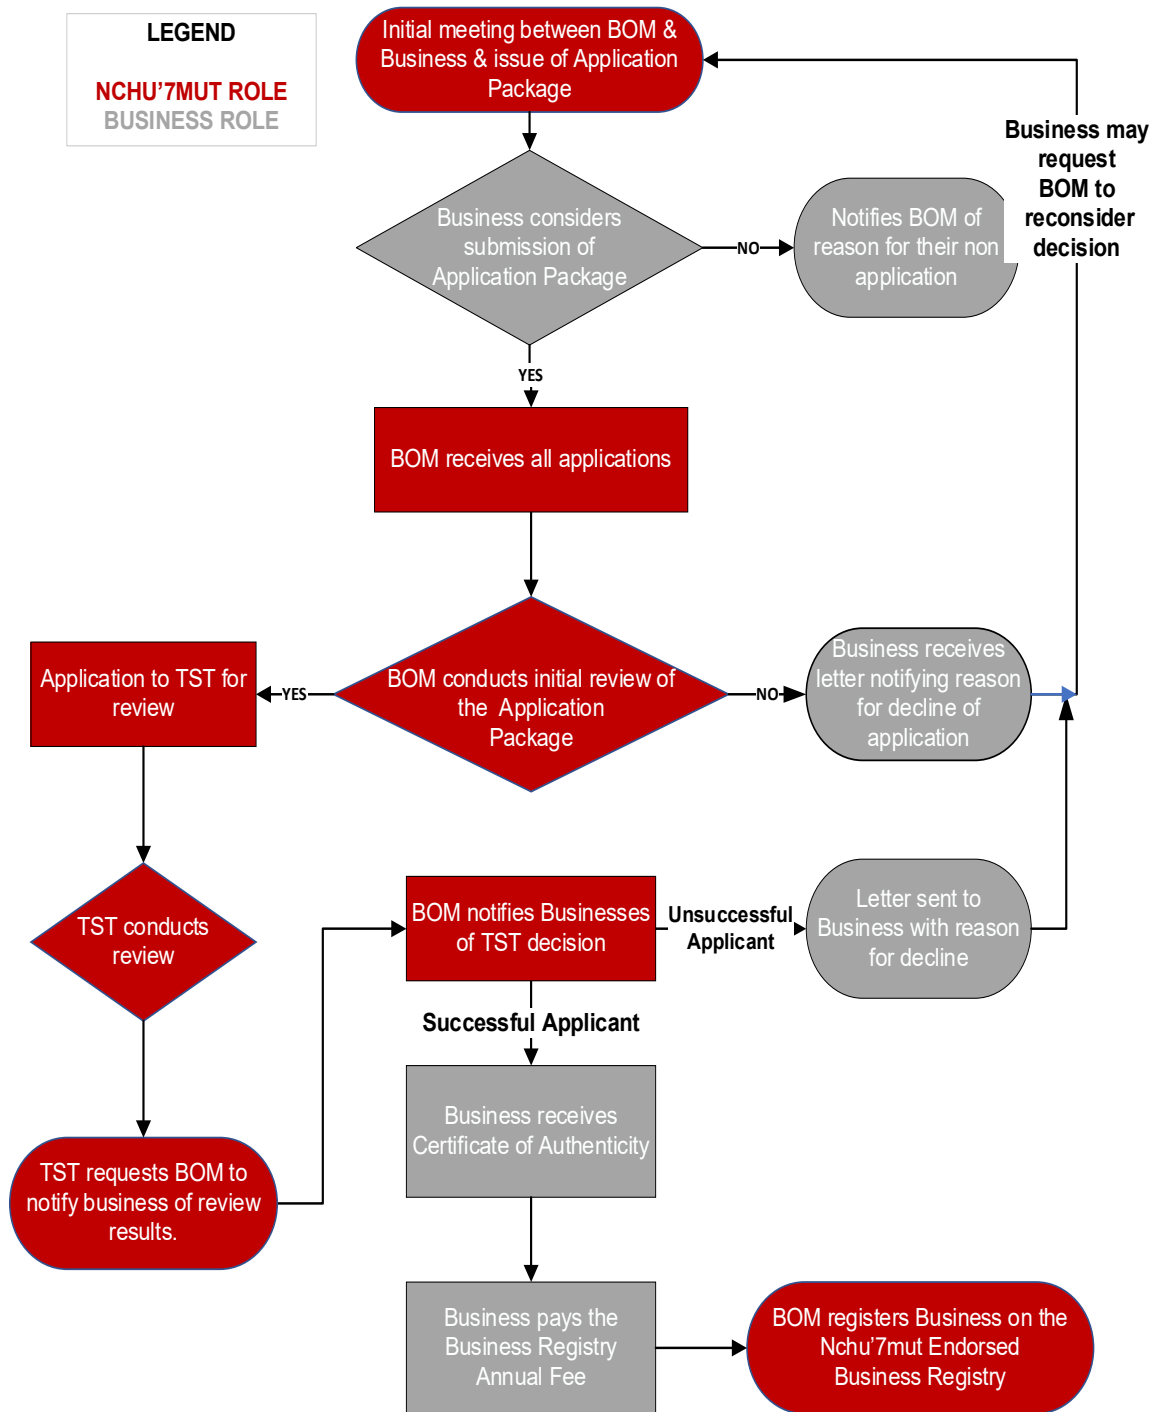 LEGEND
NCHU’7MUT ROLE
BUSINESS ROLE
Initial meeting between BOM &
Business & issue of Application
Package
Business may
request
BOM to
reconsider
decision
Business considers
submission of
Application Package
NO
Notifies BOM of
reason for their non
application
YES
BOM receives all applications
Application to TST for
review
YES
BOM conducts initial review of
the Application
Package
NO
Business receives
letter notifying reason
for decline of
application
TST conducts
review
BOM notifies Businesses
of TST decision
Unsuccessful
Applicant
Letter sent to
Business with reason
for decline
Successful Applicant
Business receives
Certificate of Authenticity
TST requests BOM to
notify business of review
results.
Business pays the
Business Registry
Annual Fee
BOM registers Business on the
Nchu’7mut Endorsed
Business Registry